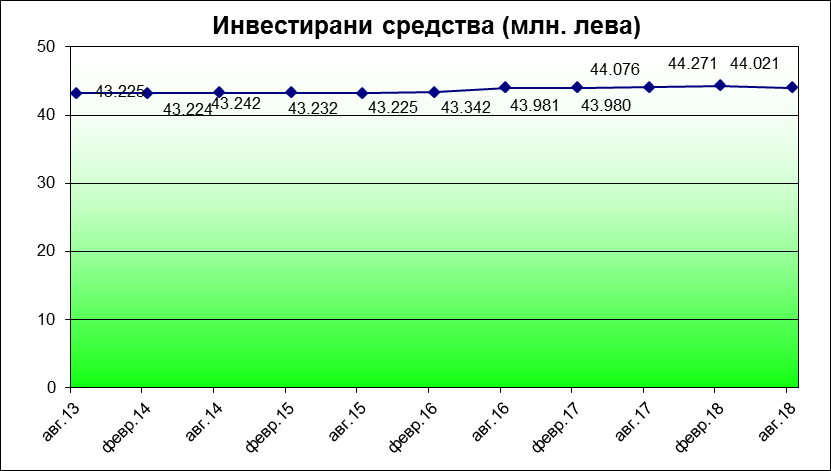 Инвестирани средства (млн. лева)
50
40
30
20
10
0
43.225
43.224
43.242
43.232
43.225
43.342
43.981
43.980
44.076
44.271
44.021
авг.13
февр.14
авг.14
февр.15
авг.15
февр.16
авг.16
февр.17
авг.17
февр.18
авг.18